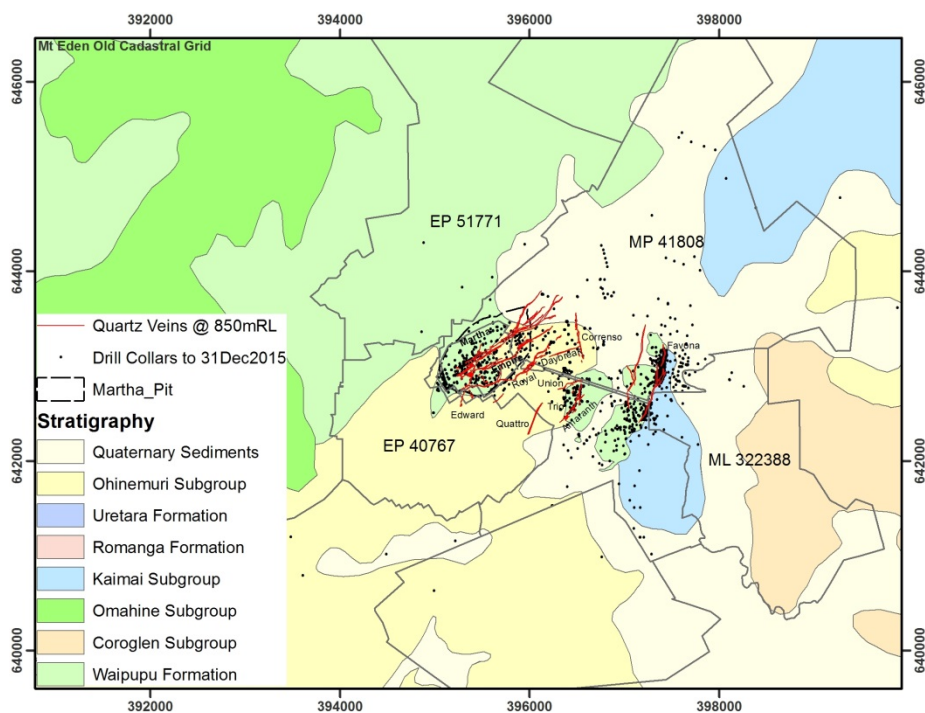 392000 394000 396000 398000
Mt Eden Old Cadastral Grid
646000 646000
EP 51771
MP 41808
644000 644000
Quartz Veins @ 850mRL
Drill Collars to 31Dec2015
Martha_Pit
Martha
Empire
Correnso
Favona
Daybreak
Royal
Union
Edward
Trio
Amaranth
Quattro
EP 40767
ML 322388
642000 642000
Stratigraphy
Quaternary Sediments
Ohinemuri Subgroup
Uretara Formation
Romanga Formation
Kaimai Subgroup
Omahine Subgroup
Coroglen Subgroup
Waipupu Formation
640000 640000
392000 394000 396000 398000